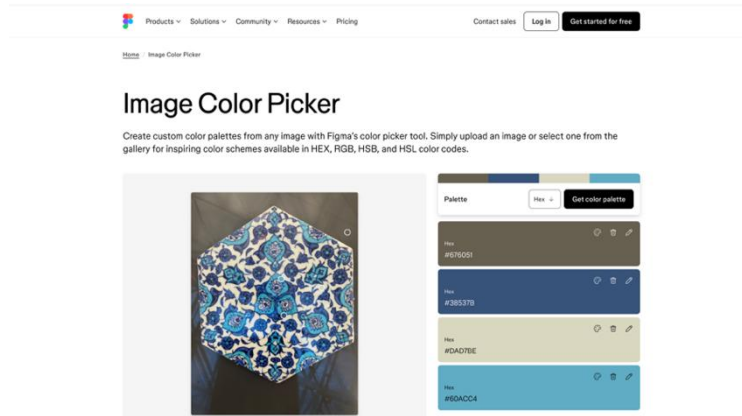 Products Solutions Community Resources Pricing Contact sales Log in Get started for free
Home / Image Color Picker
Image Color Picker
Create custom color palettes from any image with Figma's color picker tool. Simply upload an image or select one from the
gallery for inspiring color schemes available in HEX, RGB, HSB, and HSL color codes.
Palette Hex Get color palette
Hex
#676051
Hex
#385379
Hex
#DAD7BE
Hex
#60ACC4